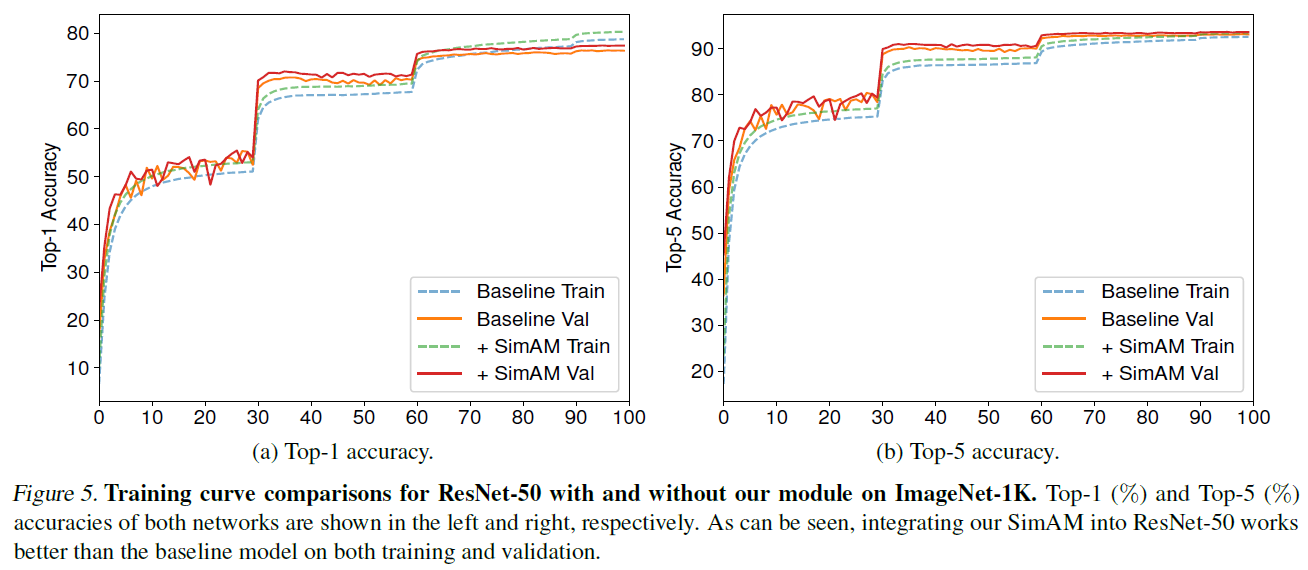 80
70
60
50
40
30
20
10
Top-1 Accuracy
Baseline Train
Baseline Val
+ SimAM Train
+ SimAM Val
0 10 20 30 40 50 60 70 80 90 100
(a) Top-1 accuracy.
90
80
70
60
50
40
30
20
Top-5 Accuracy
Baseline Train
Baseline Val
+ SimAM Train
+ SimAM Val
0 10 20 30 40 50 60 70 80 90 100
(b) Top-5 accuracy.
Figure 5. Training curve comparisons for ResNet-50 with and without our module on ImageNet-1K. Top-1 (%) and Top-5 (%)
accuracies of both networks are shown in the left and right, respectively. As can be seen, integrating our SimAM into ResNet-50 works
better than the baseline model on both training and validation.